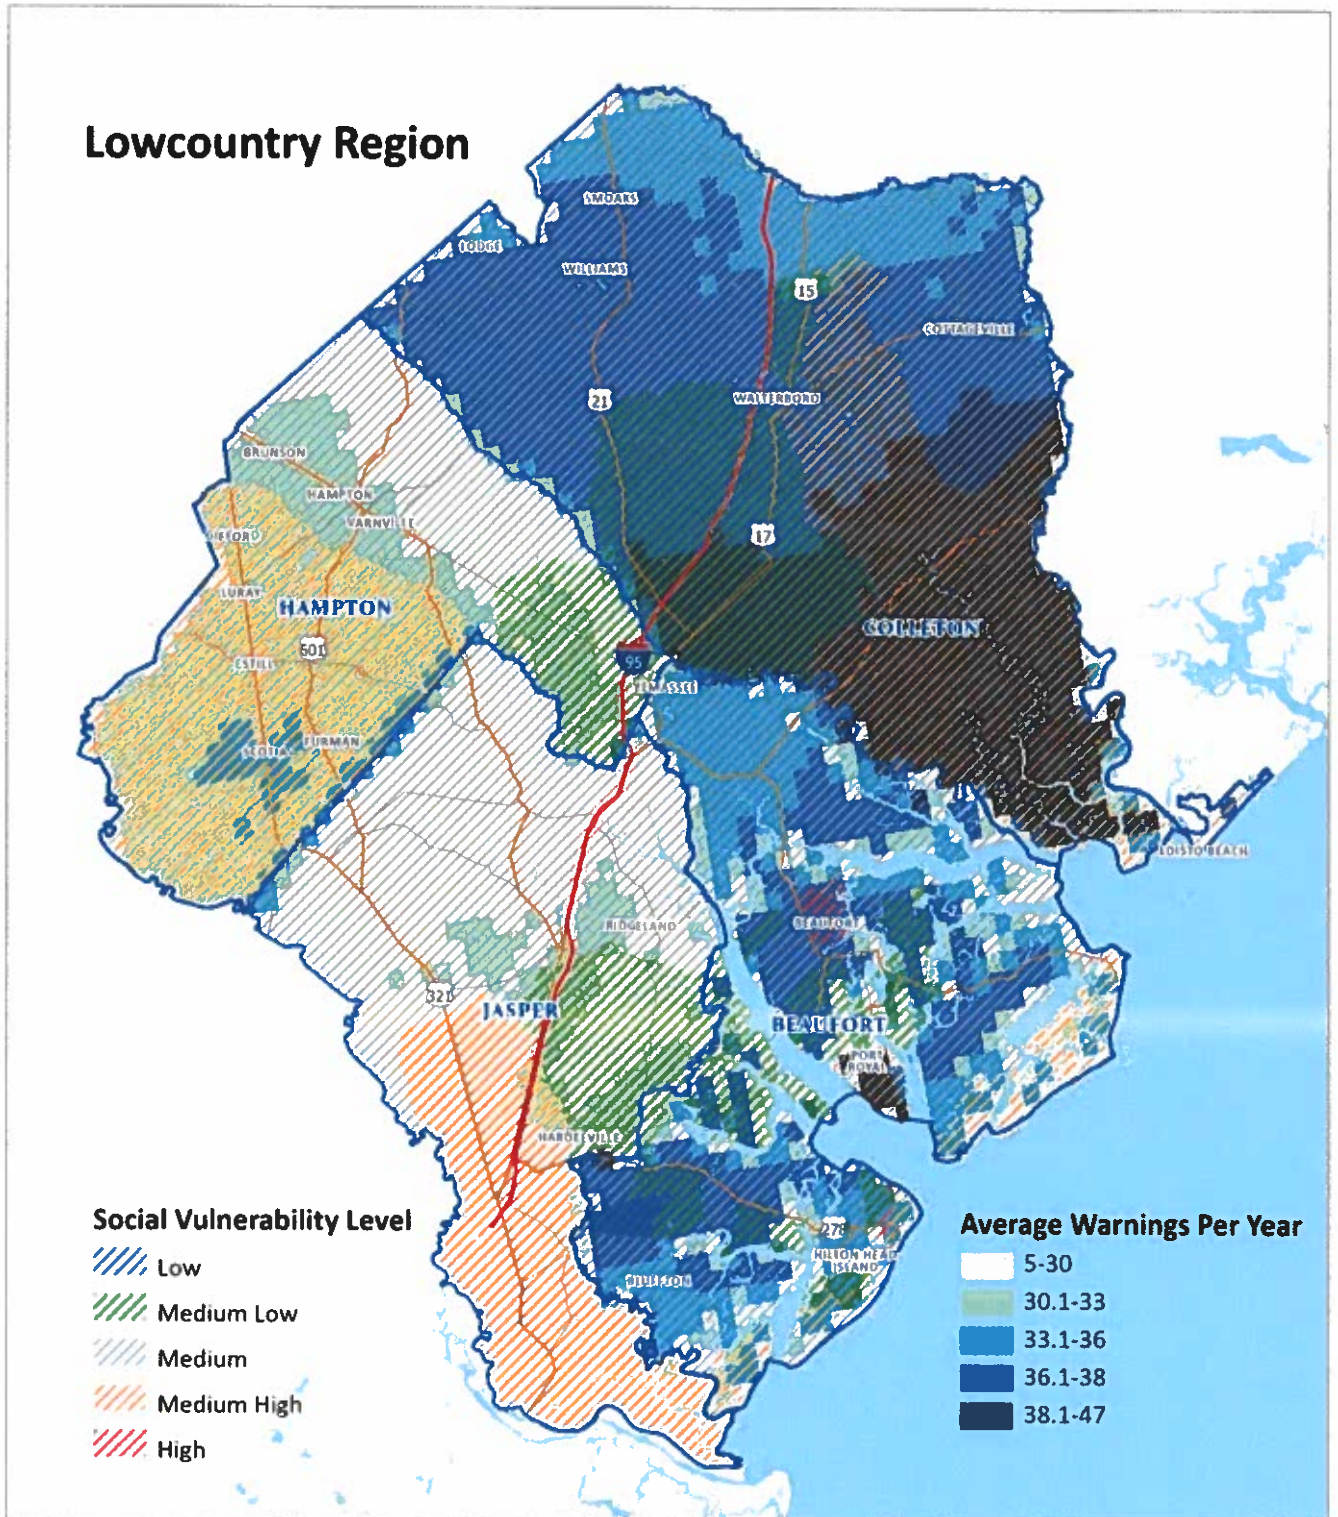 Lowcountry Region
SMOAKS
LODGE
WILLIAMS
15
COTTAGEVILLE
21
WALTERBORO
BRUNSON
HAMPTON
VARNVILLE
17
LURAY
HAMPTON
COLLETON
601
ESTILL
95
YEMASSEE
SCOTIA
FURMAN
EDISTO BEACH
BEAUFORT
RIDGELAND
321
JASPER
BEAUFORT
PORT
ROYAL
HARDEEVILLE
278
HILTON HEAD
ISLAND
BLUFFTON
Social Vulnerability Level
Low
Medium Low
Medium
Medium High
High
Average Warnings Per Year
5-30
30.1-33
33.1-36
36.1-38
38.1-47